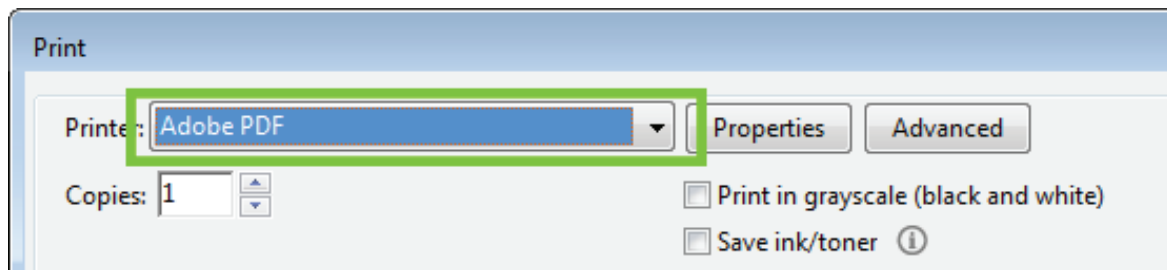 Print
Printer: Adobe PDF Properties Advanced
Copies: 1 Print in grayscale (black and white)
Save ink/toner